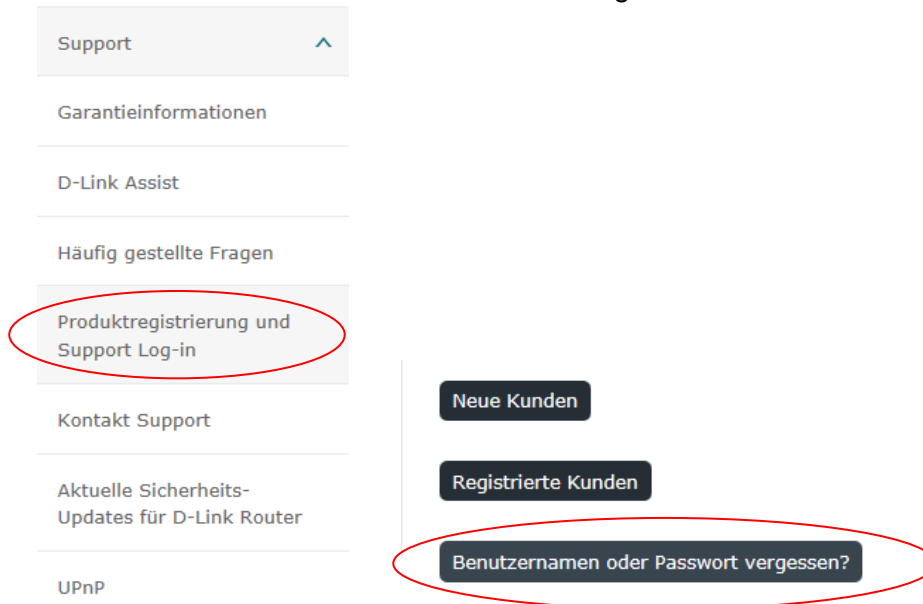 Support
Garantieinformationen
D-Link Assist
Häufig gestellte Fragen
Produktregistrierung und
Support Log-in
Kontakt Support
Aktuelle Sicherheits-
Updates für D-Link Router
UPnP
Neue Kunden
Registrierte Kunden
Benutzernamen oder Passwort vergessen?